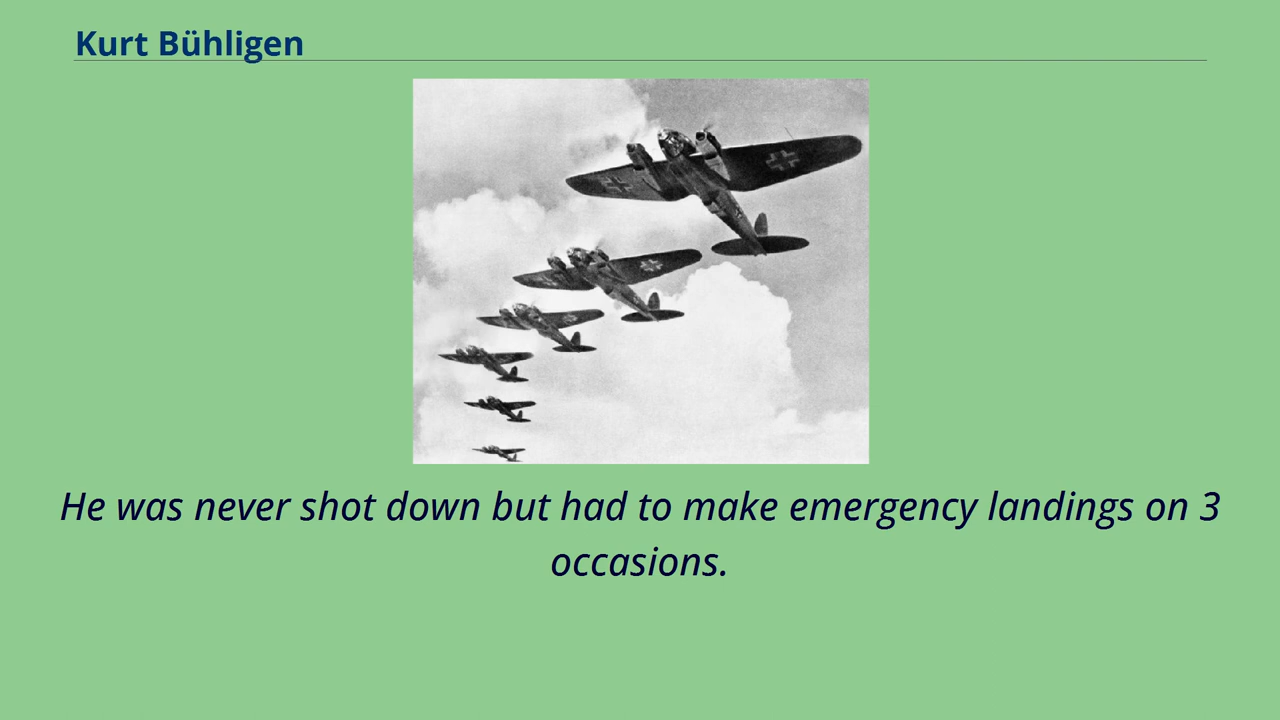 Kurt Bühligen
He was never shot down but had to make emergency landings on 3
occasions.